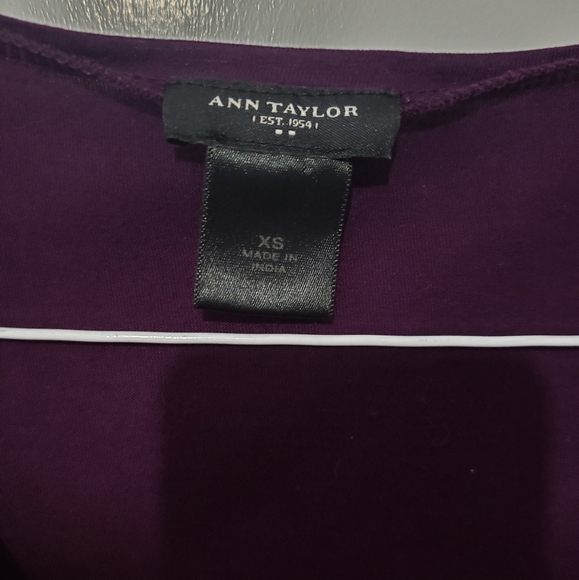 ANN TAYLOR
EST. 1954
XS
MADE IN
INDIA